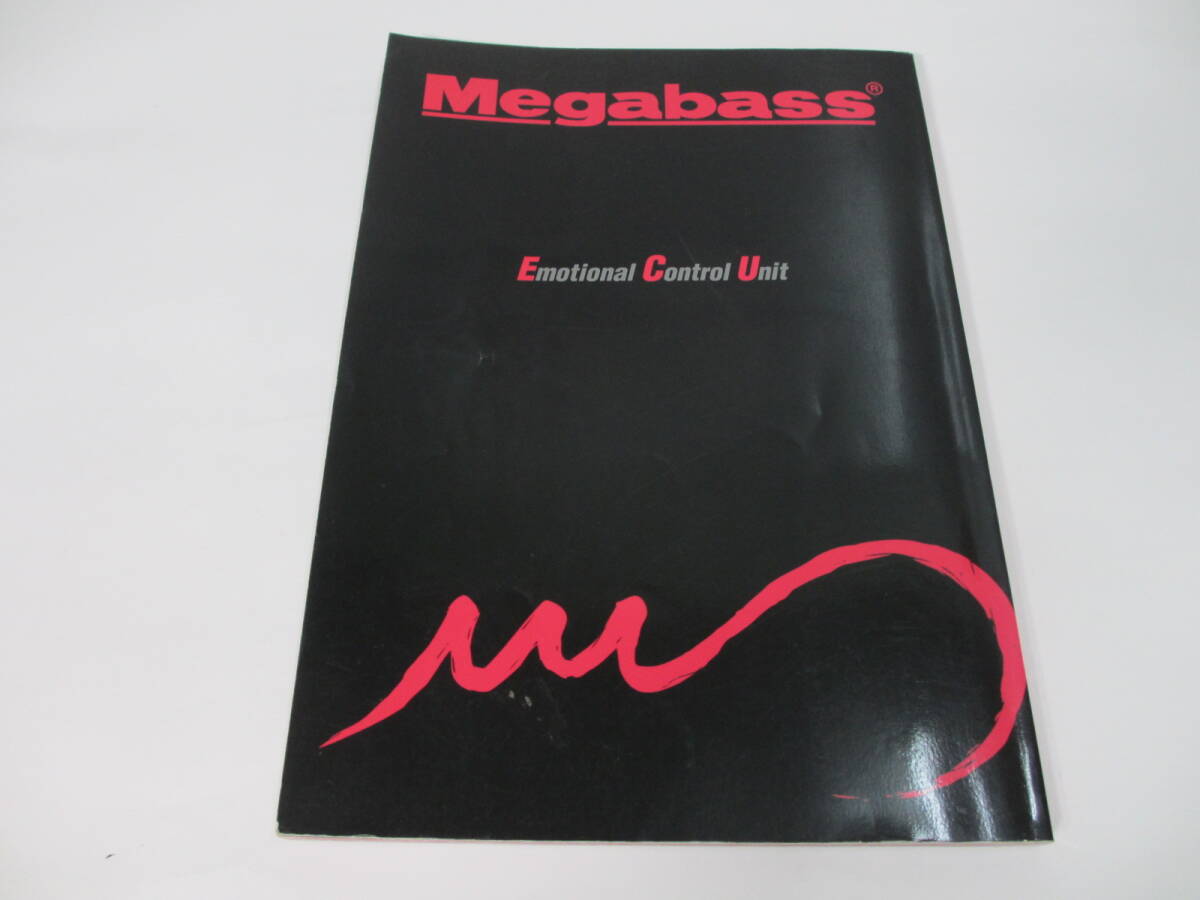 Megabass®
Emotional Control Unit